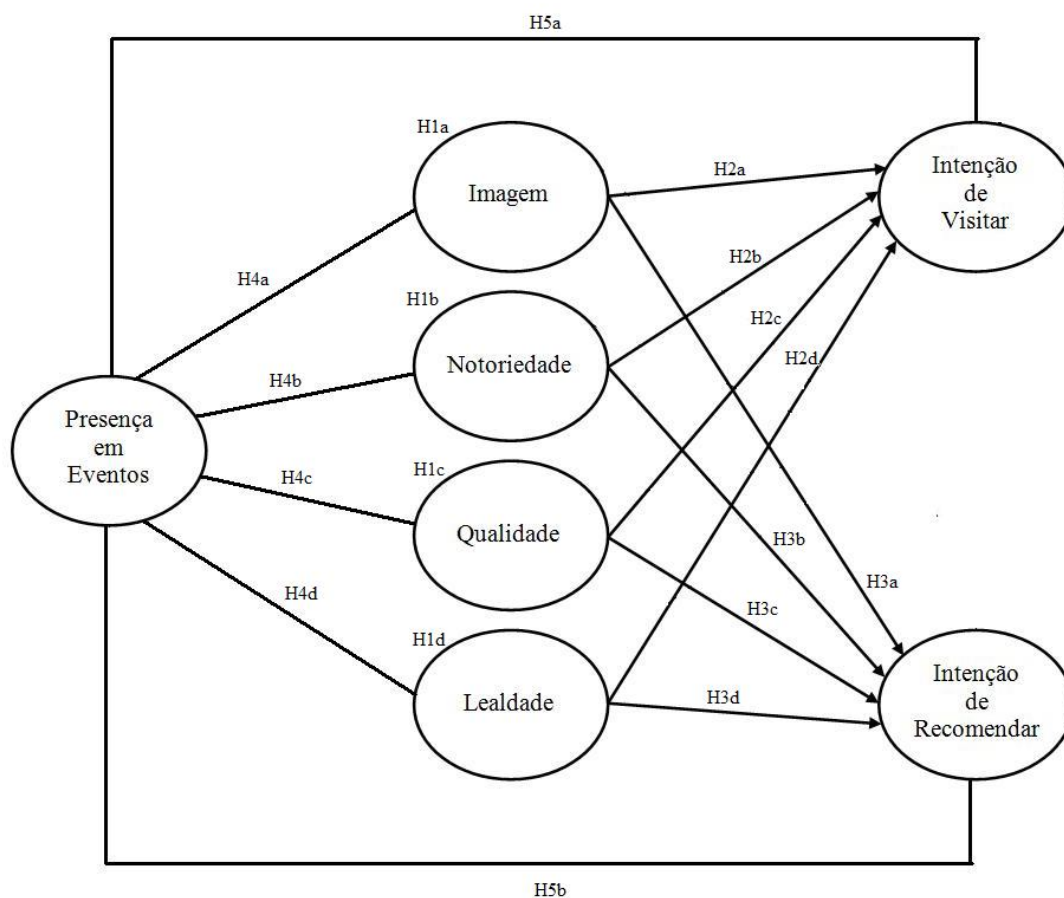 H5a
H1a
Imagem
H2a
Intenção
de
Visitar
H4a
H2b
H1b
Notoriedade
H2c
H2d
H4b
Presença
em
Eventos
H4c
H1c
Qualidade
H3b
H3a
H4d
H3c
H1d
Lealdade
H3d
Intenção
de
Recomendar
H5b